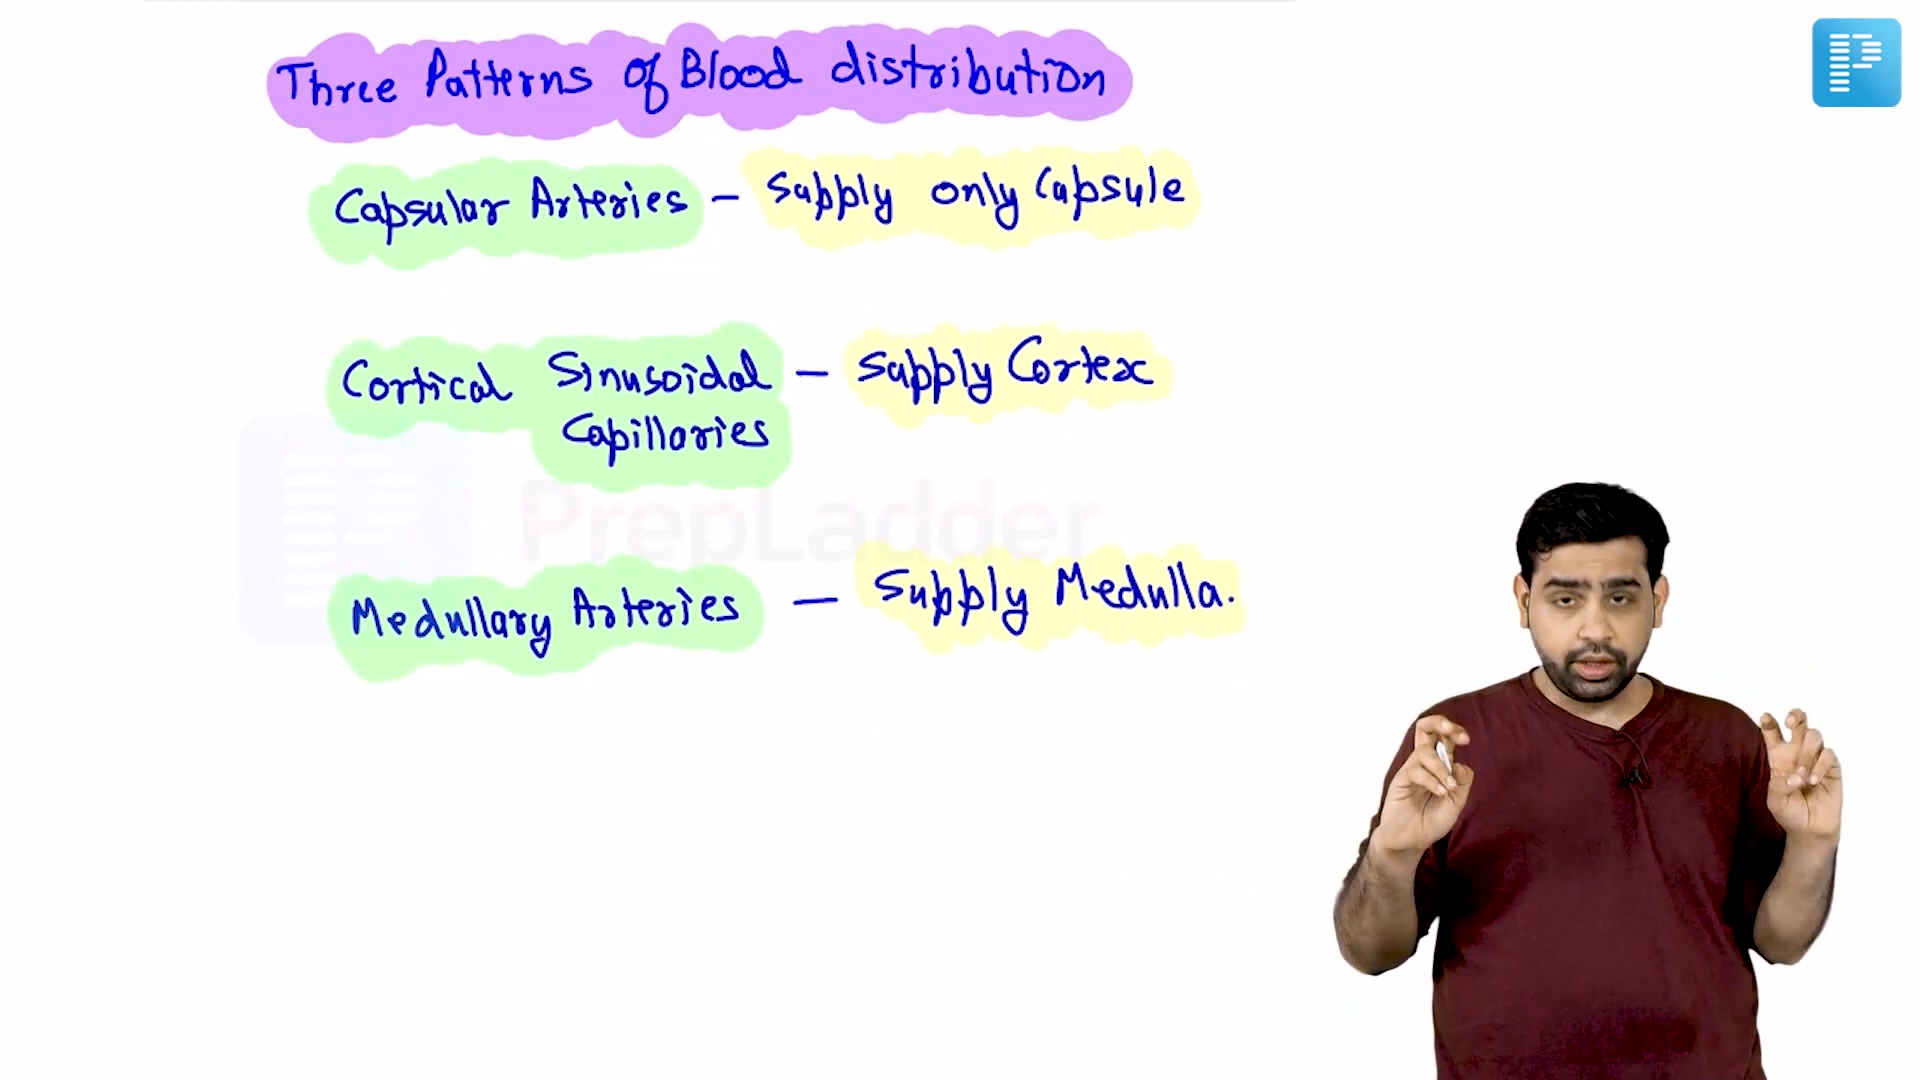 Three Patterns of Blood distribution
Capsular Arteries - Supply only Capsule
Cortical Sinusoidal - Supply Cortex
Capillaries
PrepLadder
Medullary Arteries - Supply Medulla.